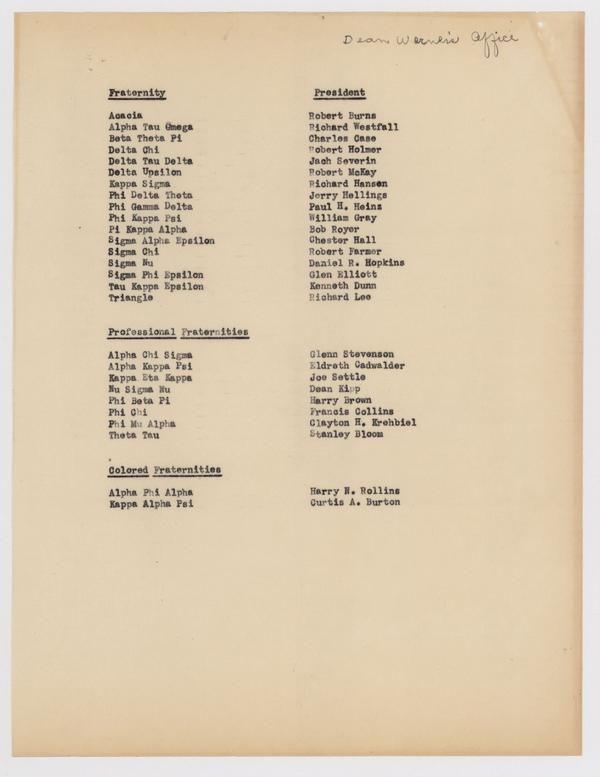 Dean Werner's Office
Fraternity President
Acacia Robert Burns
Alpha Tau Omega Richard Westfall
Beta Theta Pi Charles Case
Delta Chi Robert Holmer
Delta Tau Delta Jach Severin
Delta Upsilon Robert McKay
Kappa Sigma Richard Hansen
Phi Delta Theta Jerry Hellings
Phi Gamma Delta Paul H. Heinz
Phi Kappa Psi William Gray
Pi Kappa Alpha Bob Royer
Sigma Alpha Epsilon Chester Hall
Sigma Chi Robert Farmer
Sigma Nu Daniel R. Hopkins
Sigma Phi Epsilon Glen Elliott
Tau Kappa Epsilon Kenneth Dunn
Triangle Richard Lee
Professional Fraternities
Alpha Chi Sigma Glenn Stevenson
Alpha Kappa Psi Eldreth Cadwalder
Kappa Eta Kappa Joe Settle
Nu Sigma Nu Dean Kipp
Phi Beta Pi Harry Brown
Phi Chi Francis Collins
Phi Mu Alpha Clayton H. Krehbiel
Theta Tau Stanley Bloom
Colored Fraternities
Alpha Phi Alpha Harry N. Rollins
Kappa Alpha Psi Curtis A. Burton